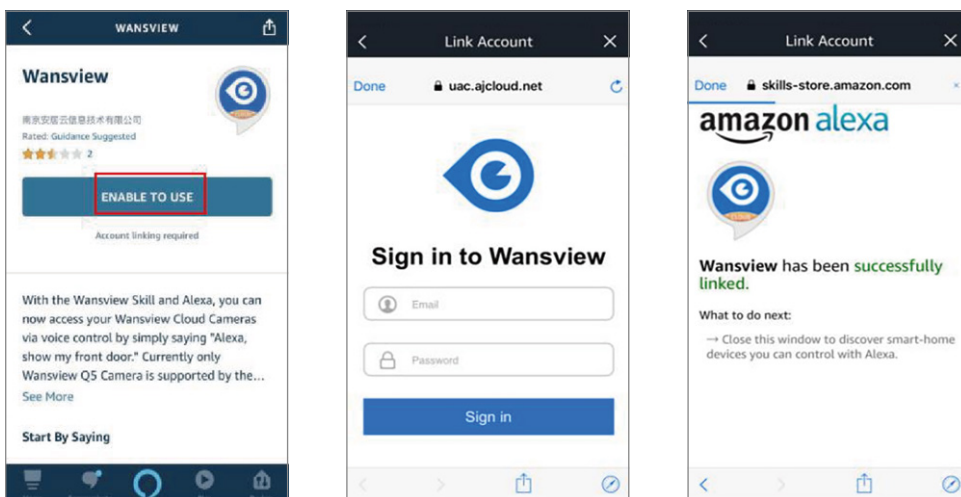 WANSVIEW
Wansview
CLOUD
南京安居云信息技术有限公司
Rated: Guidance Suggested
2
ENABLE TO USE
Account linking required
With the Wansview Skill and Alexa, you can
now access your Wansview Cloud Cameras
via voice control by simply saying "Alexa,
show my front door." Currently only
Wansview Q5 Camera is supported by the...
See More
Start By Saying
Link Account
Done
uac.ajcloud.net
Sign in to Wansview
Email
Password
Sign in
Link Account
Done
skills-store.amazon.com
amazon alexa
CLOUD
Wansview has been successfully
linked.
What to do next:
→ Close this window to discover smart-home
devices you can control with Alexa.